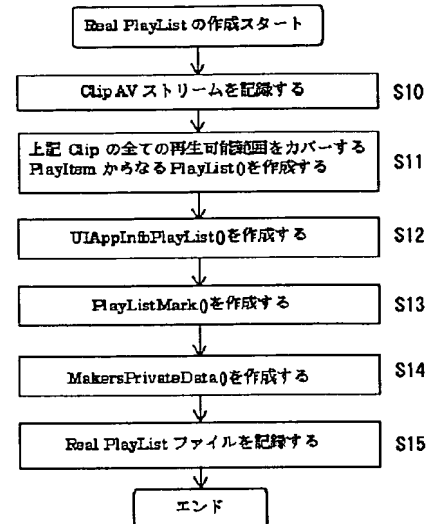 Real PlayList の作成スタート
Clip AV ストリームを記録する
S10
上記 Clip の全ての再生可能範囲をカバーする
PlayItem からなる PlayList()を作成する
S11
UIAppInfoPlayList()を作成する
S12
PlayListMark()を作成する
S13
MakersPrivateData()を作成する
S14
Real PlayList ファイルを記録する
S15
エンド